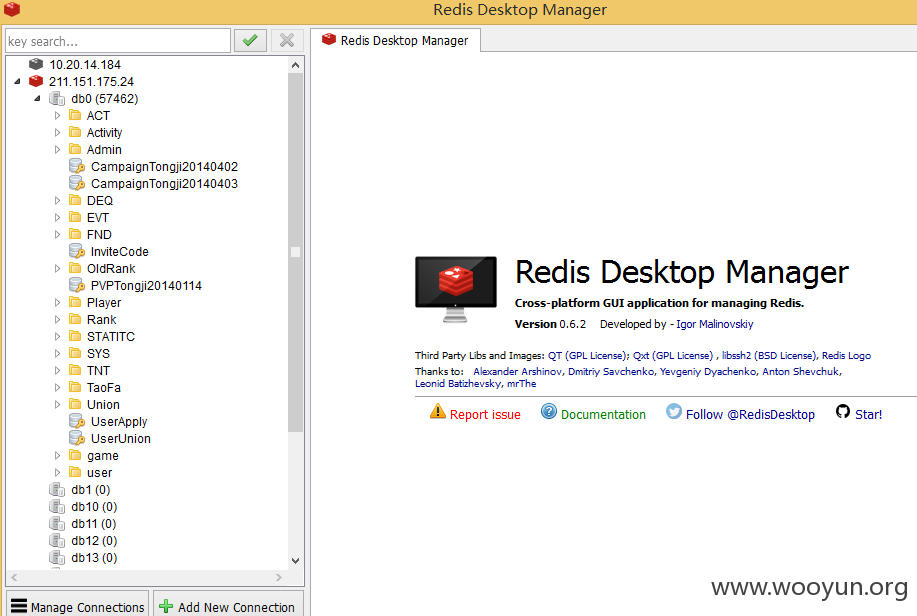 Redis Desktop Manager
key search...
Redis Desktop Manager
10.20.14.184
211.151.175.24
db0 (57462)
ACT
Activity
Admin
CampaignTongji20140402
CampaignTongji20140403
DEQ
EVT
FND
InviteCode
OldRank
PVPTongji20140114
Player
Rank
STATITC
SYS
TNT
TaoFa
Union
UserApply
UserUnion
game
user
db1 (0)
db10 (0)
db11 (0)
db12 (0)
db13 (0)
Manage Connections
Add New Connection
Redis Desktop Manager
Cross-platform GUI application for managing Redis.
Version 0.6.2 Developed by - Igor Malinovskiy
Third Party Libs and Images: QT (GPL License); Qxt (GPL License) , libssh2 (BSD License), Redis Logo
Thanks to: Alexander Arshinov, Dmitriy Savchenko, Yevgeniy Dyachenko, Anton Shevchuk,
Leonid Batizhevsky, mrThe
Report issue Documentation Follow @RedisDesktop Star!
www.wooyun.org